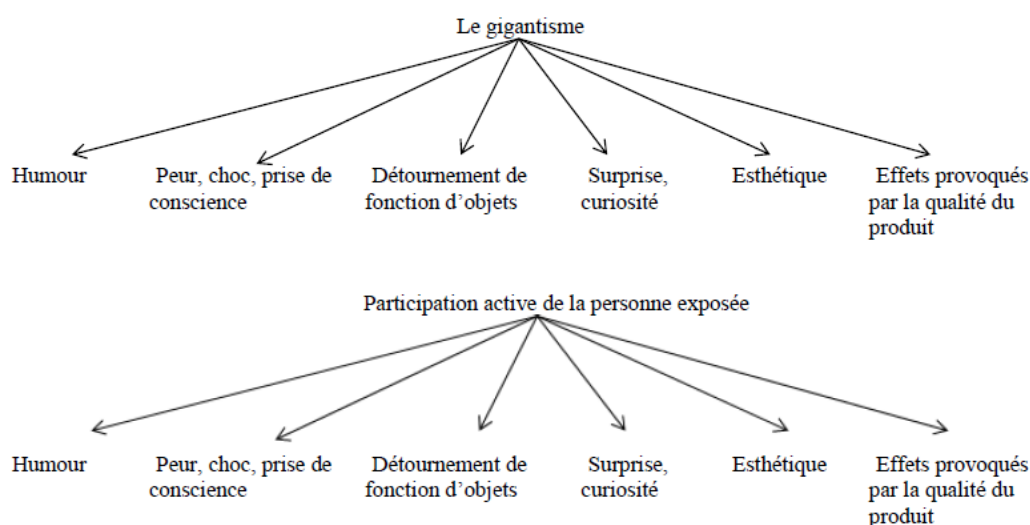 Le gigantisme
Humour
Peur, choc, prise de
conscience
Détournement de
fonction d'objets
Surprise,
curiosité
Esthétique
Effets provoqués
par la qualité du
produit
Participation active de la personne exposée
Humour
Peur, choc, prise de
conscience
Détournement de
fonction d'objets
Surprise,
curiosité
Esthétique
Effets provoqués
par la qualité du
produit